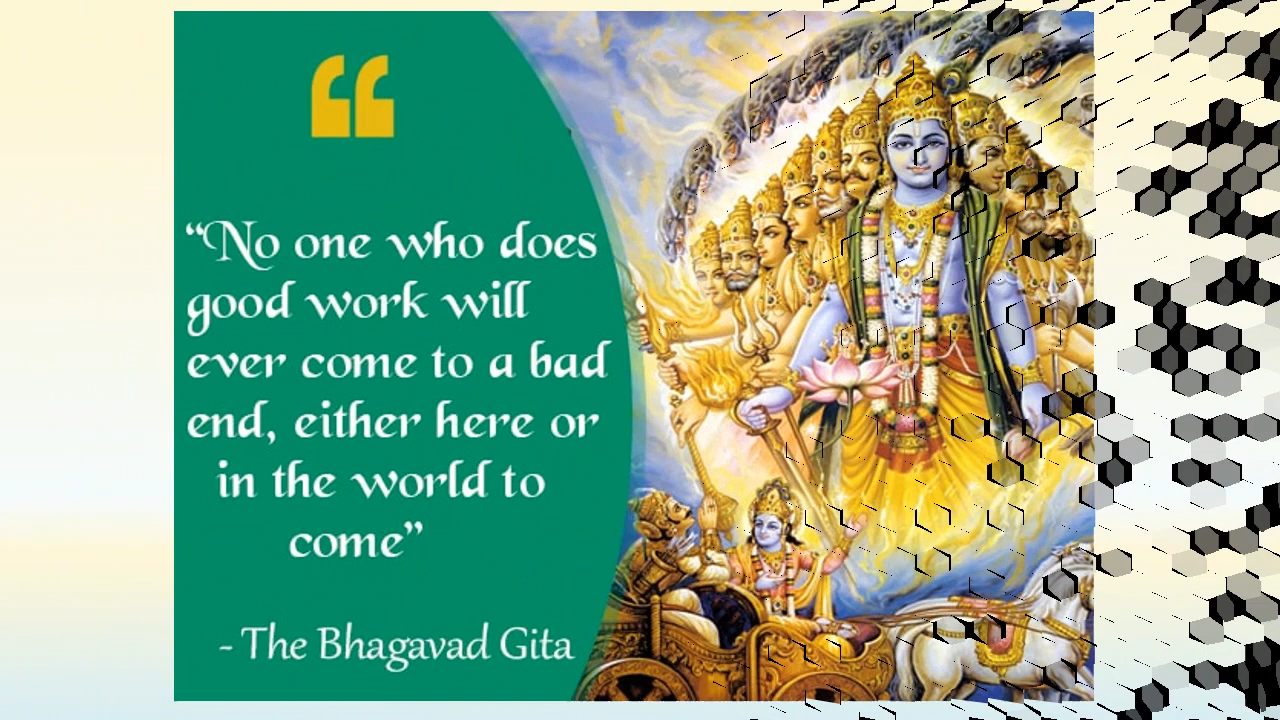 “
“No one who does
good work will
ever come to a bad
end, either here or
in the world to
come”
- The Bhagavad Gita